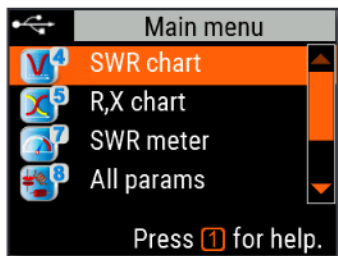 Main menu
4 SWR chart
5 R,X chart
7 SWR meter
8 All params
Press 1 for help.